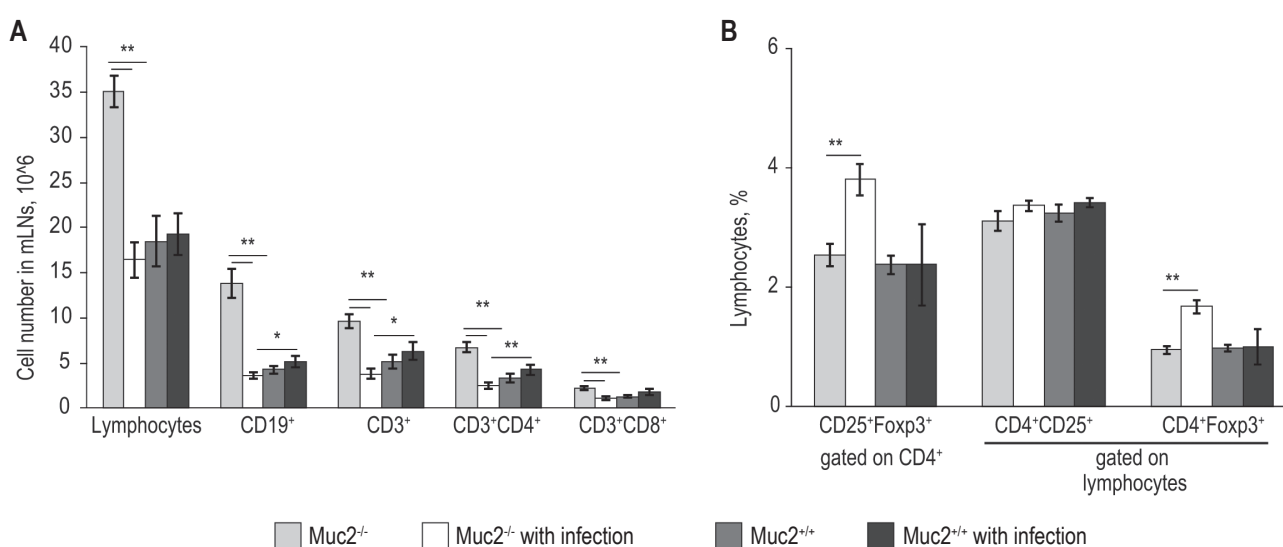 A
Cell number in mLNs, 10^6
40
35
30
25
20
15
10
5
0
**
**
*
**
*
**
**
**
Lymphocytes CD19⁺ CD3⁺ CD3⁺CD4⁺ CD3⁺CD8⁺
B
Lymphocytes, %
6
4
2
0
**
**
CD25⁺Foxp3⁺ CD4⁺CD25⁺ CD4⁺Foxp3⁺
gated on CD4⁺
gated on
lymphocytes
Muc2⁻/⁻ Muc2⁻/⁻ with infection Muc2⁺/⁺ Muc2⁺/⁺ with infection